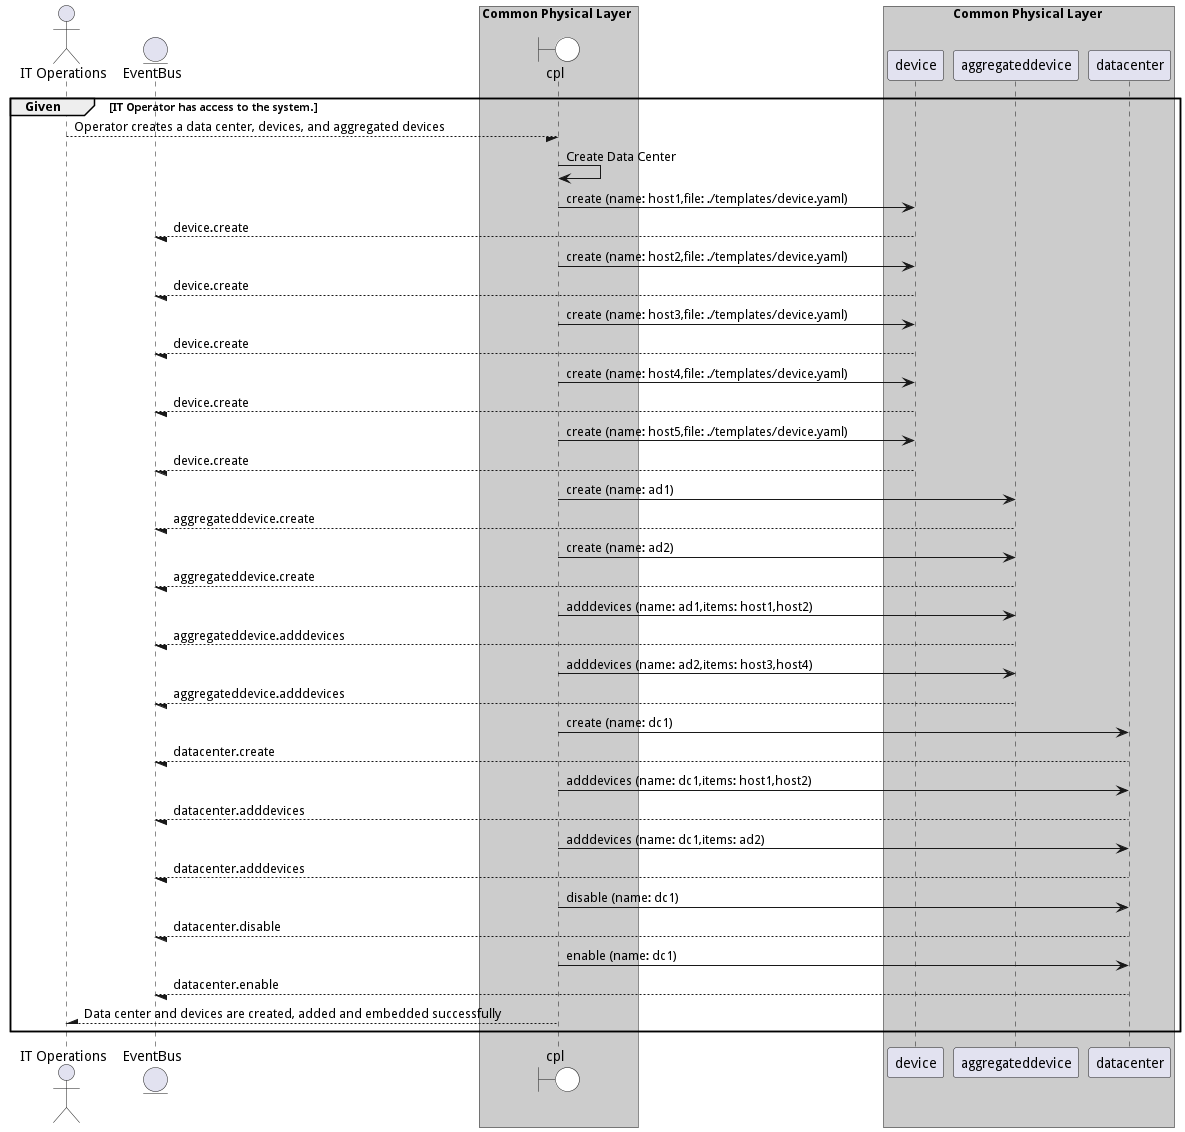 Common Physical Layer
Common Physical Layer
IT Operations
EventBus
cpl
device
aggregateddevice
datacenter
Given
[IT Operator has access to the system.]
Operator creates a data center, devices, and aggregated devices
Create Data Center
create (name: host1,file: ./templates/device.yaml)
device.create
create (name: host2,file: ./templates/device.yaml)
device.create
create (name: host3,file: ./templates/device.yaml)
device.create
create (name: host4,file: ./templates/device.yaml)
device.create
create (name: host5,file: ./templates/device.yaml)
device.create
create (name: ad1)
aggregateddevice.create
create (name: ad2)
aggregateddevice.create
adddevices (name: ad1,items: host1,host2)
aggregateddevice.adddevices
adddevices (name: ad2,items: host3,host4)
aggregateddevice.adddevices
create (name: dc1)
datacenter.create
adddevices (name: dc1,items: host1,host2)
datacenter.adddevices
adddevices (name: dc1,items: ad2)
datacenter.adddevices
disable (name: dc1)
datacenter.disable
enable (name: dc1)
datacenter.enable
Data center and devices are created, added and embedded successfully
IT Operations
EventBus
cpl
device
aggregateddevice
datacenter